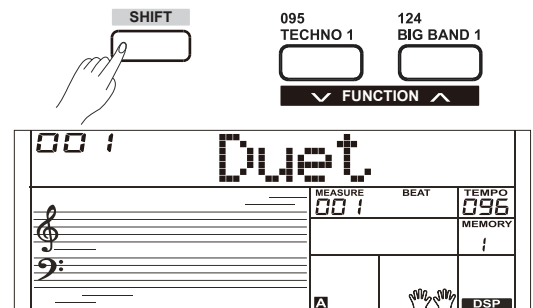 SHIFT
095 124
TECHNO 1 BIG BAND 1
FUNCTION
001 Duet.
MEASURE BEAT TEMPO
001 096
MEMORY
1
A DSP